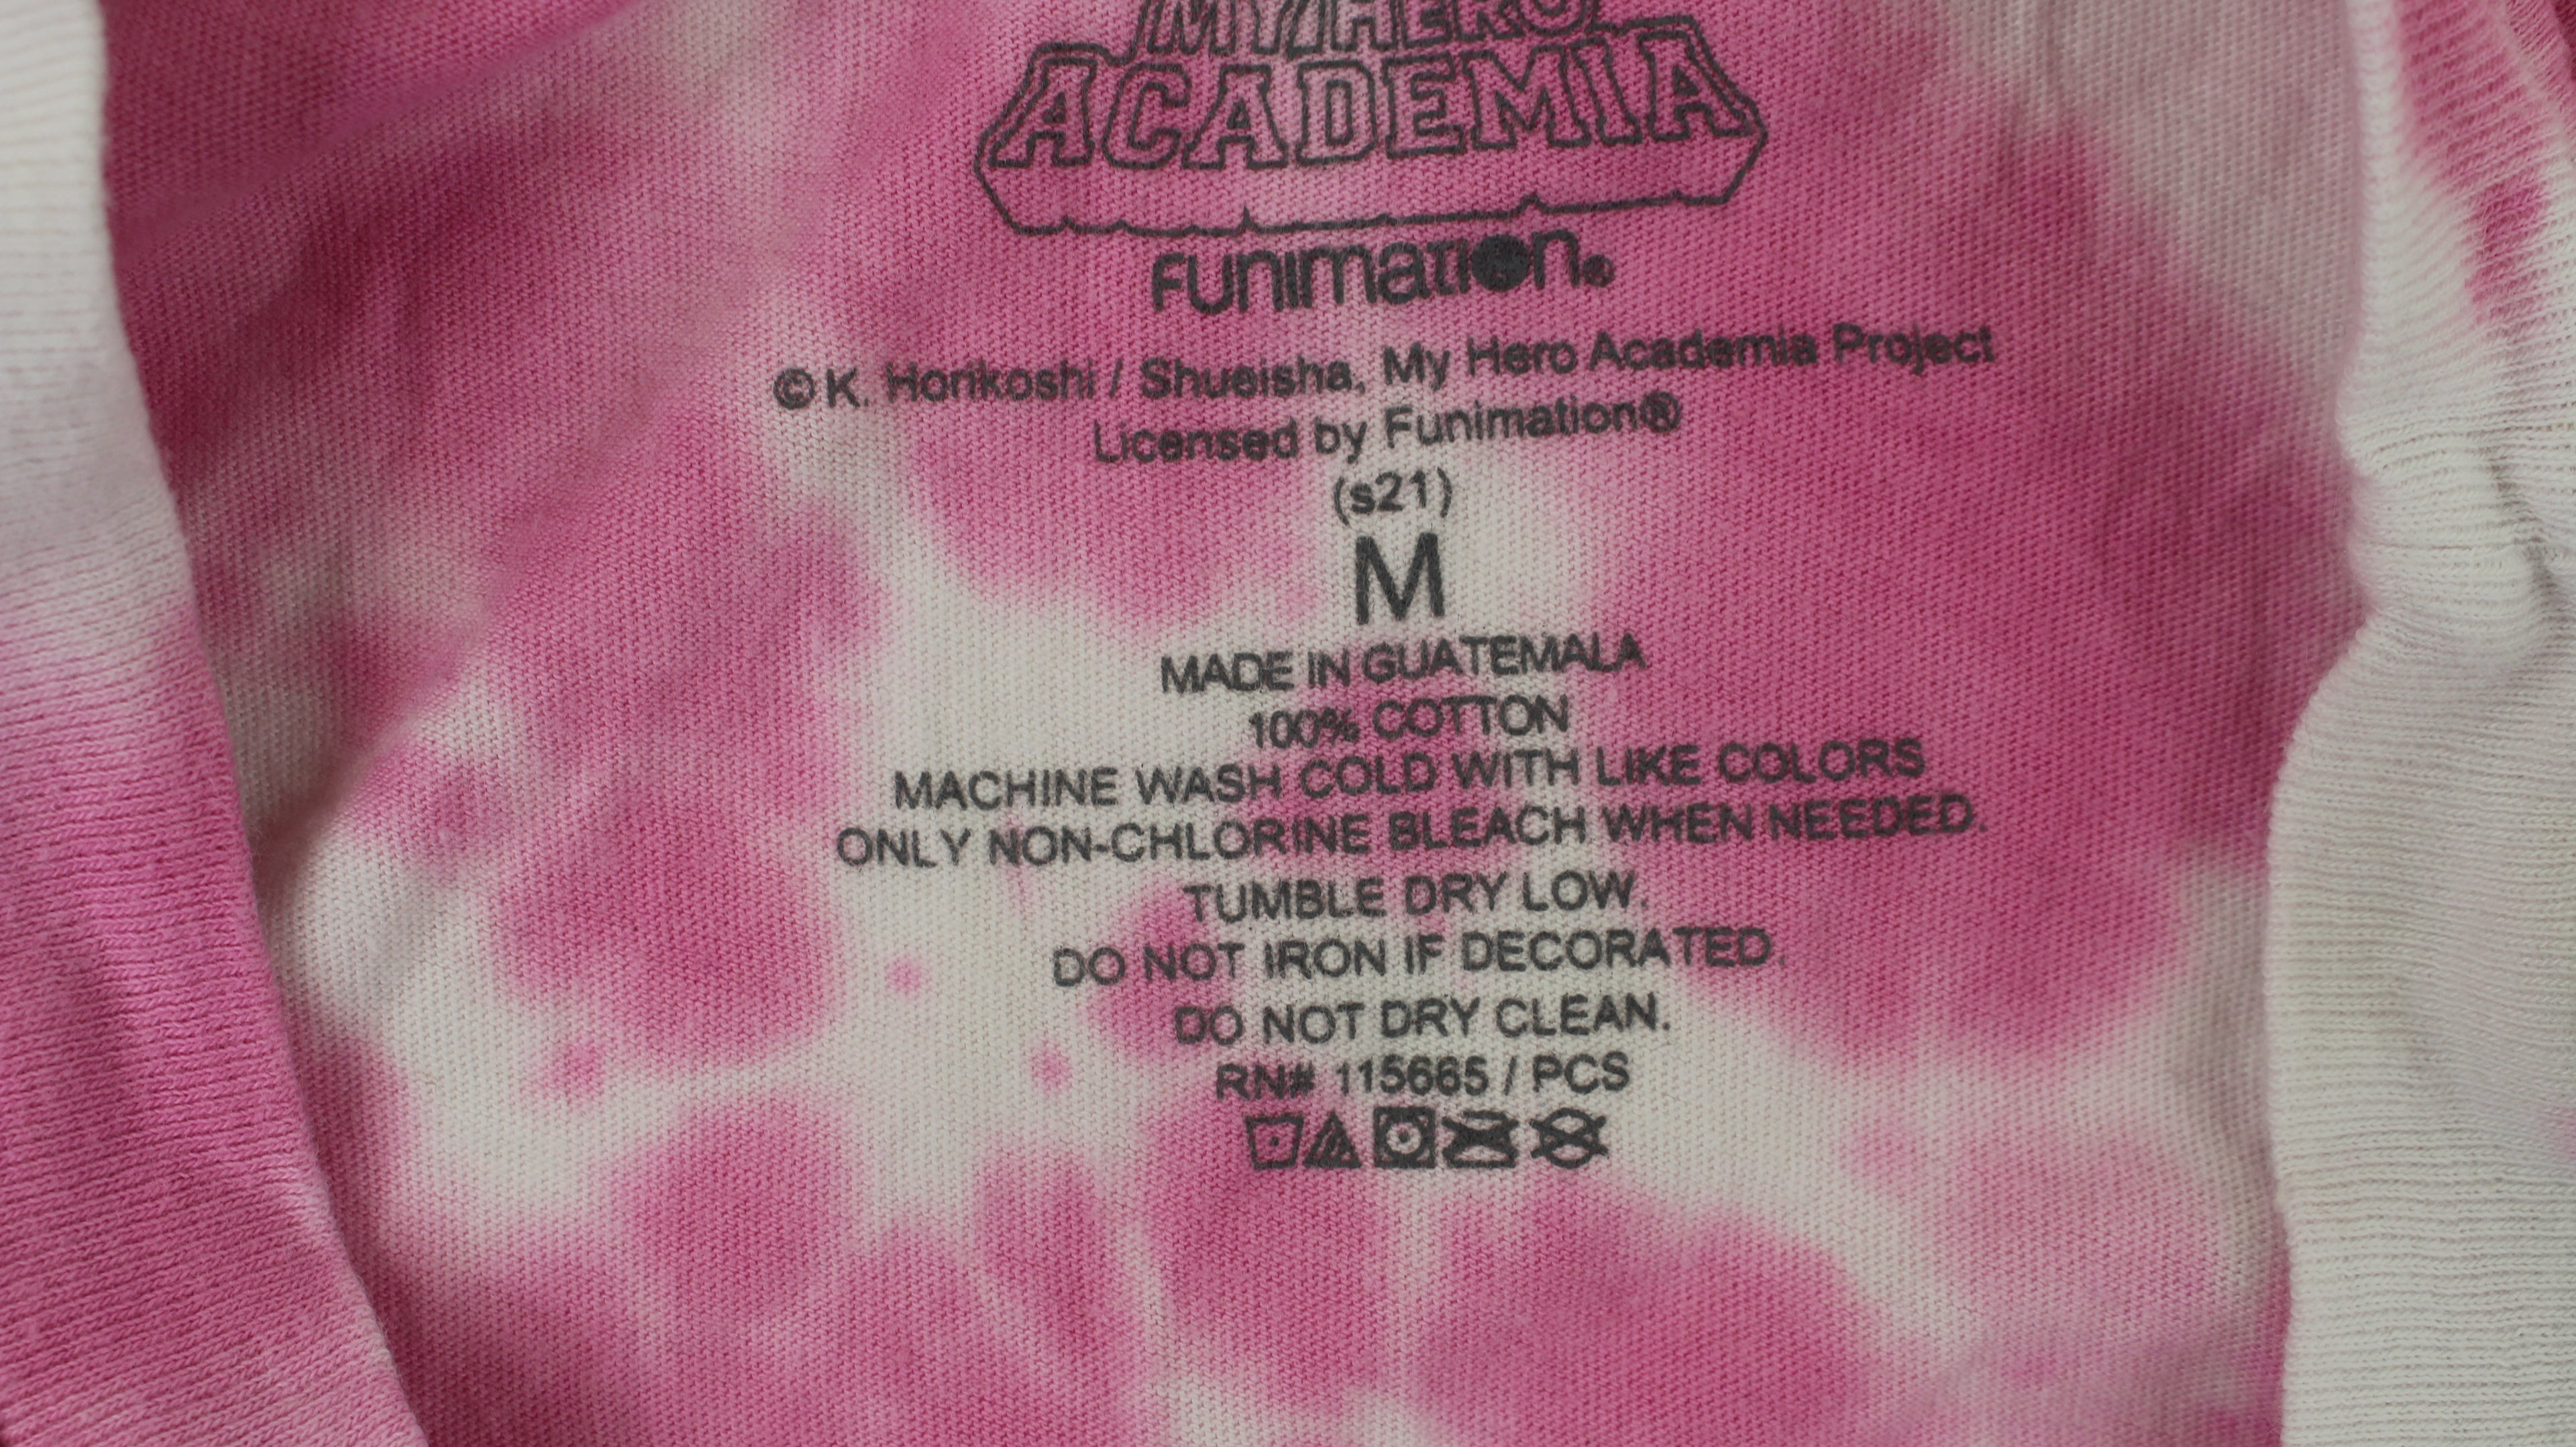 MY HERO
ACADEMIA
FUNIMATION®
© K. Horikoshi / Shueisha, My Hero Academia Project
Licensed by Funimation®
(s21)
M
MADE IN GUATEMALA
100% COTTON
MACHINE WASH COLD WITH LIKE COLORS
ONLY NON-CHLORINE BLEACH WHEN NEEDED.
TUMBLE DRY LOW.
DO NOT IRON IF DECORATED.
DO NOT DRY CLEAN.
RN# 115665 / PCS